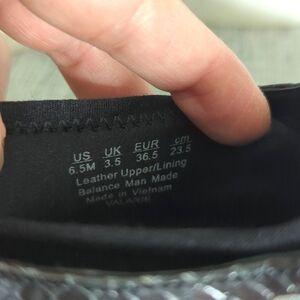 US UK EUR cm
6.5M 3.5 36.5 23.5
Leather Upper/Lining
Balance Man Made
Made in Vietnam